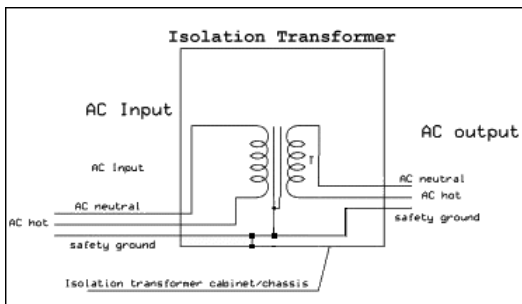 Isolation Transformer
AC Input
AC output
AC Input
T
AC neutral
AC hot
safety ground
AC neutral
AC hot
safety ground
Isolation transformer cabinet/chassis